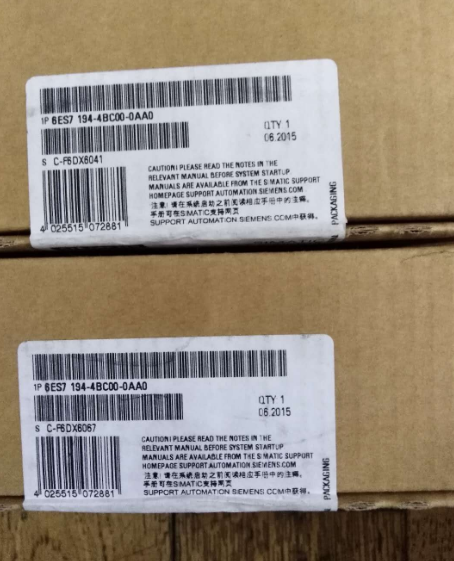 1P 6ES7 194-4BC00-0AA0
QTY 1
06.2015
S C-F6DX6041
CAUTION! PLEASE READ THE NOTES IN THE
RELEVANT MANUAL BEFORE SYSTEM STARTUP
MANUALS ARE AVAILABLE FROM THE SIMATIC SUPPORT
HOMEPAGE SUPPORT.AUTOMATION.SIEMENS.COM
注意: 请在系统启动之前阅读相应手册中的注释,
手册可在SIMATIC支持网页
SUPPORT AUTOMATION SIEMENS COM中获得。
4 025515 072881
PACKAGING
1P 6ES7 194-4BC00-0AA0
QTY 1
06.2015
S C-F6DX6067
CAUTION! PLEASE READ THE NOTES IN THE
RELEVANT MANUAL BEFORE SYSTEM STARTUP
MANUALS ARE AVAILABLE FROM THE SIMATIC SUPPORT
HOMEPAGE SUPPORT.AUTOMATION.SIEMENS.COM
注意: 请在系统启动之前阅读相应手册中的注释,
手册可在SIMATIC支持网页
SUPPORT AUTOMATION SIEMENS COM中获得。
4 025515 072881
PACKAGING